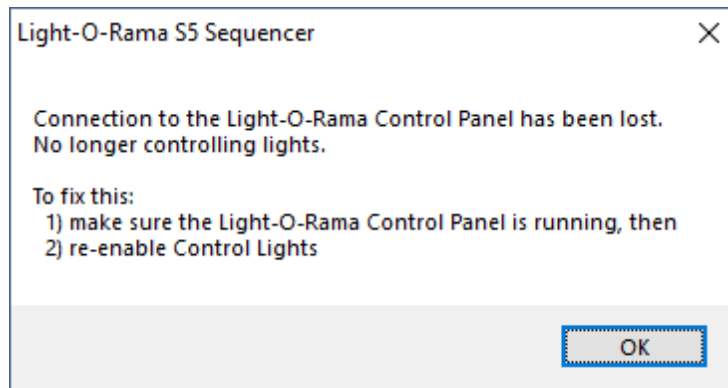 Light-O-Rama S5 Sequencer
Connection to the Light-O-Rama Control Panel has been lost.
No longer controlling lights.
To fix this:
1) make sure the Light-O-Rama Control Panel is running, then
2) re-enable Control Lights
OK